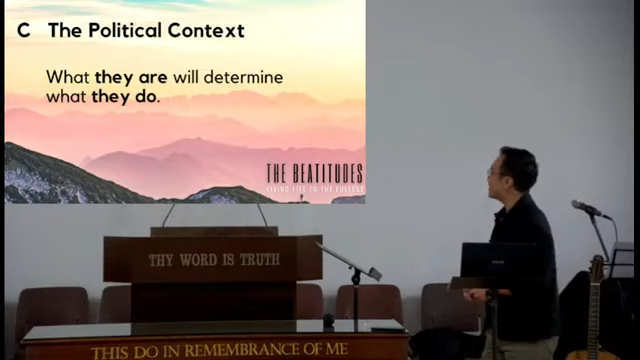 C The Political Context
What they are will determine
what they do.
THE BEATITUDES
LIVING LIFE TO THE FULLEST
THY WORD IS TRUTH
THIS DO IN REMEMBRANCE OF ME